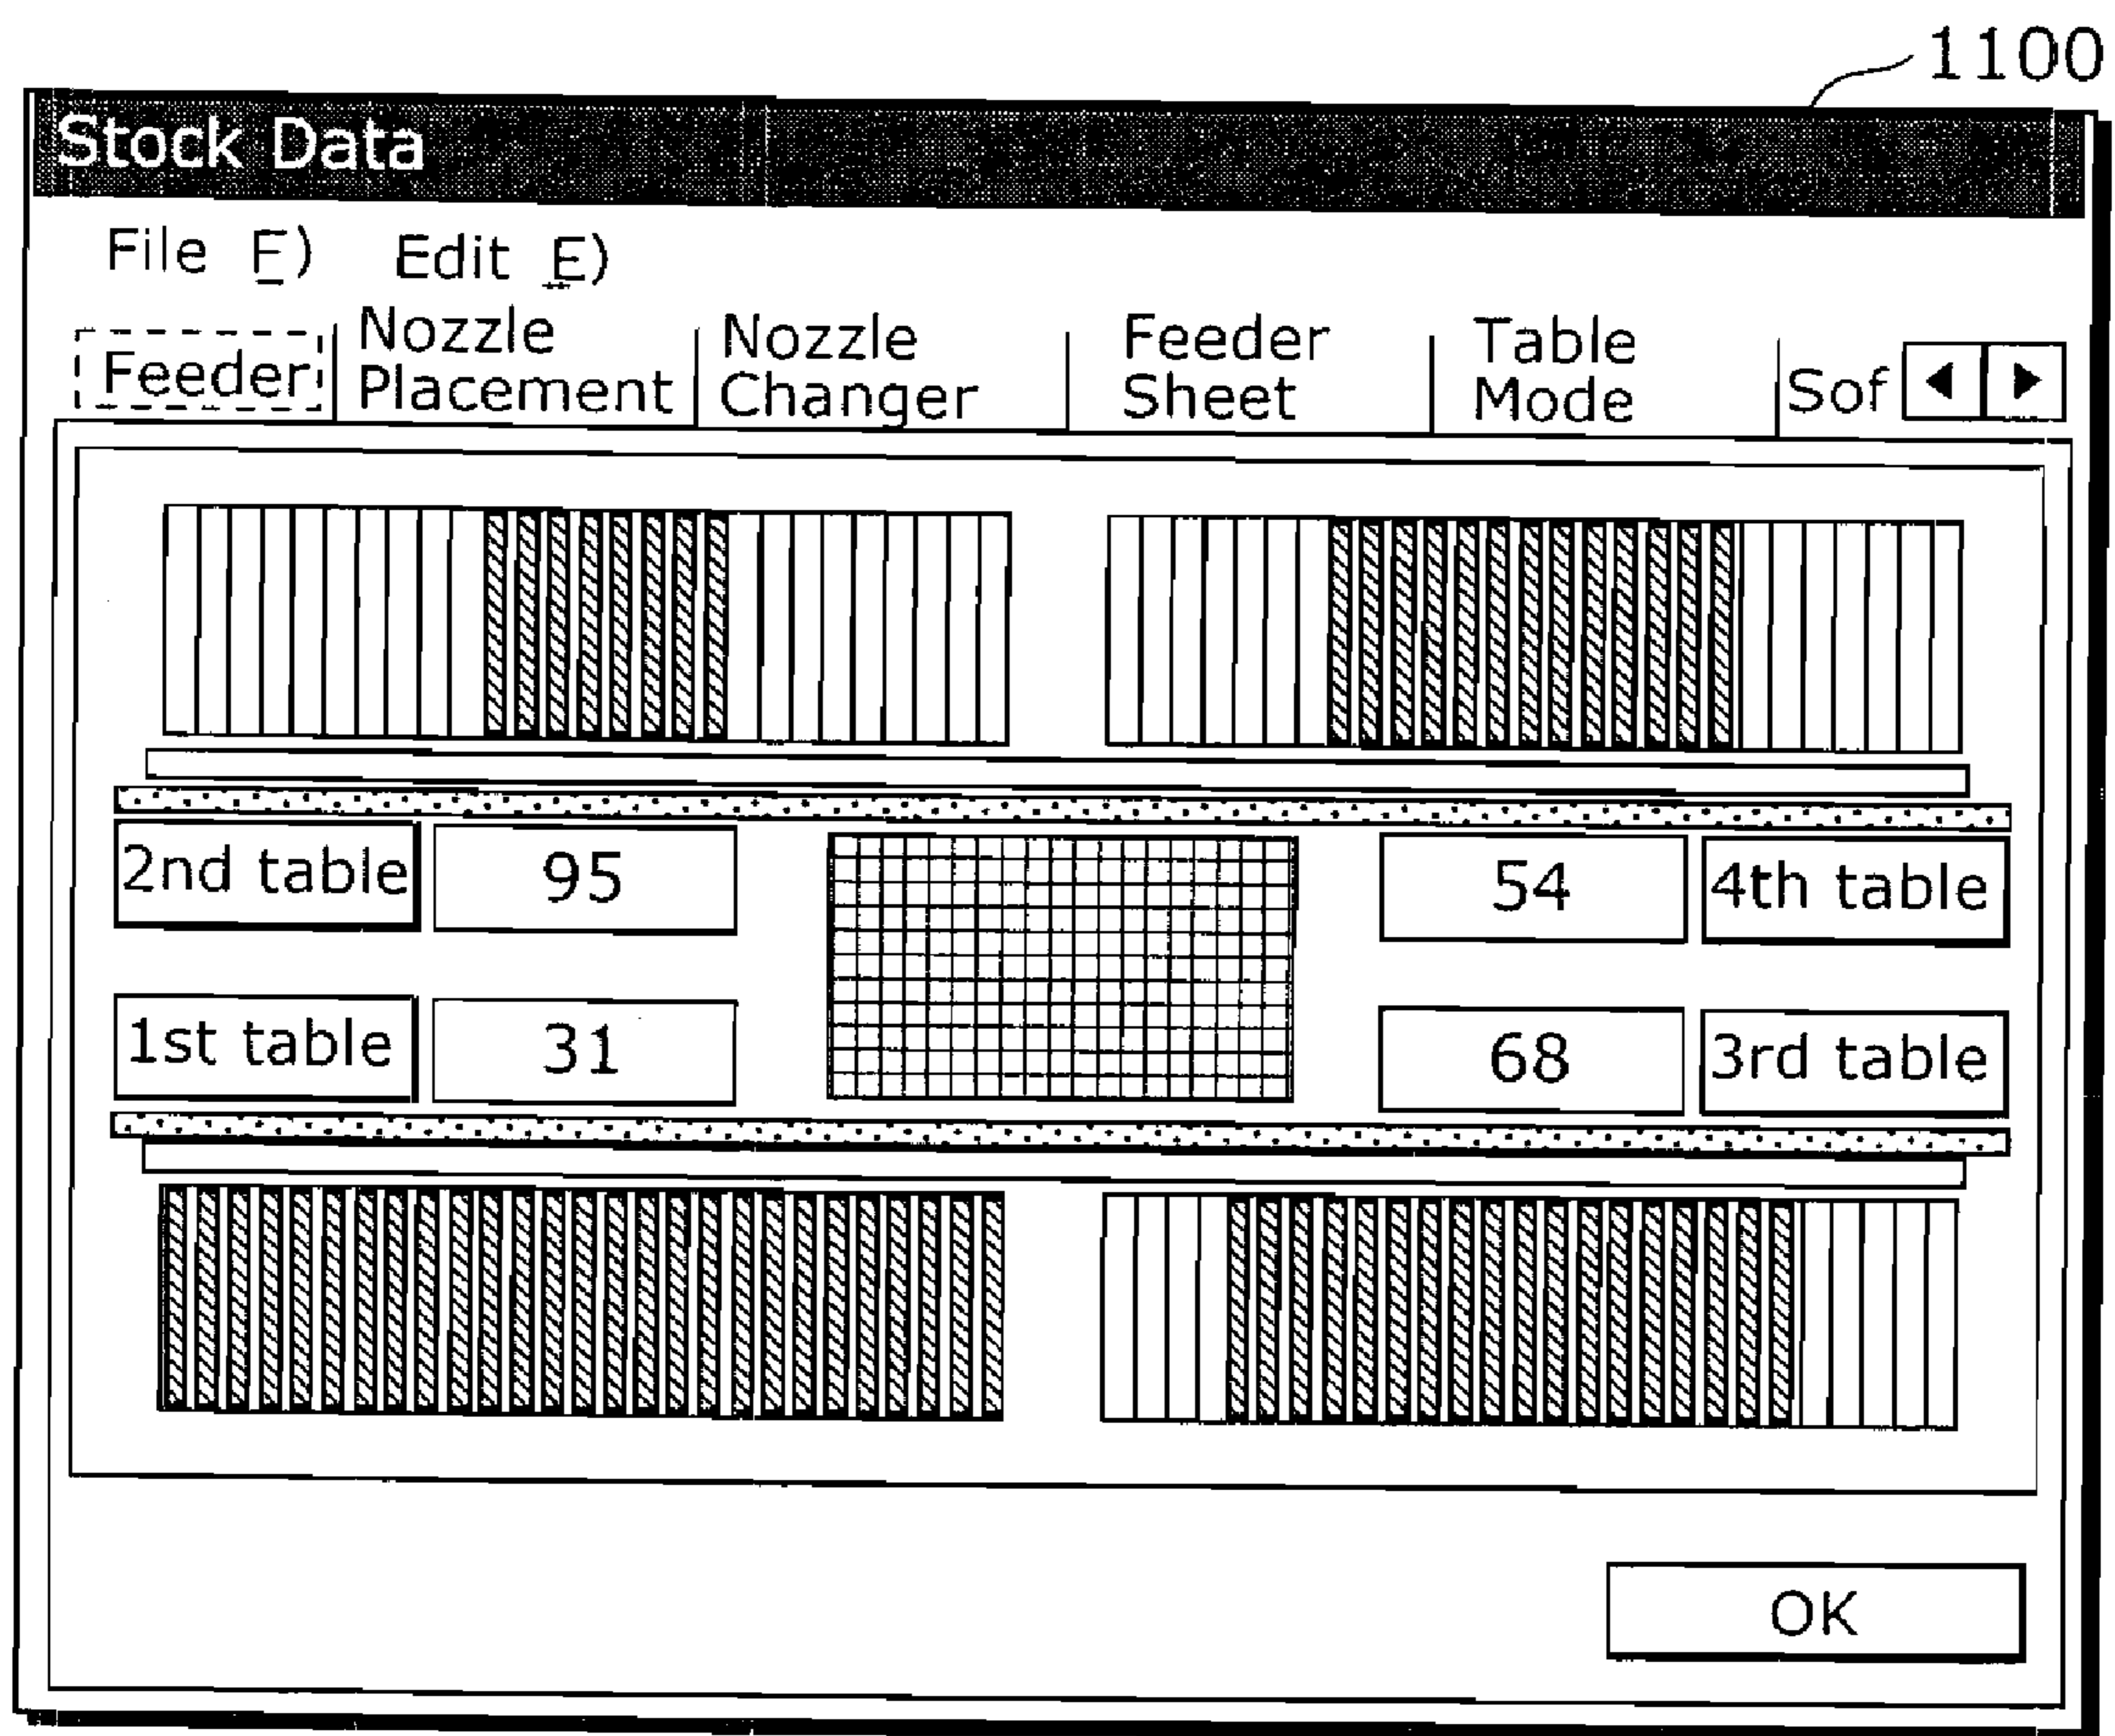 1100
Stock Data
File F) Edit E)
Feeder
Nozzle
Placement
Nozzle
Changer
Feeder
Sheet
Table
Mode
Sof
2nd table 95 54 4th table
1st table 31 68 3rd table
OK